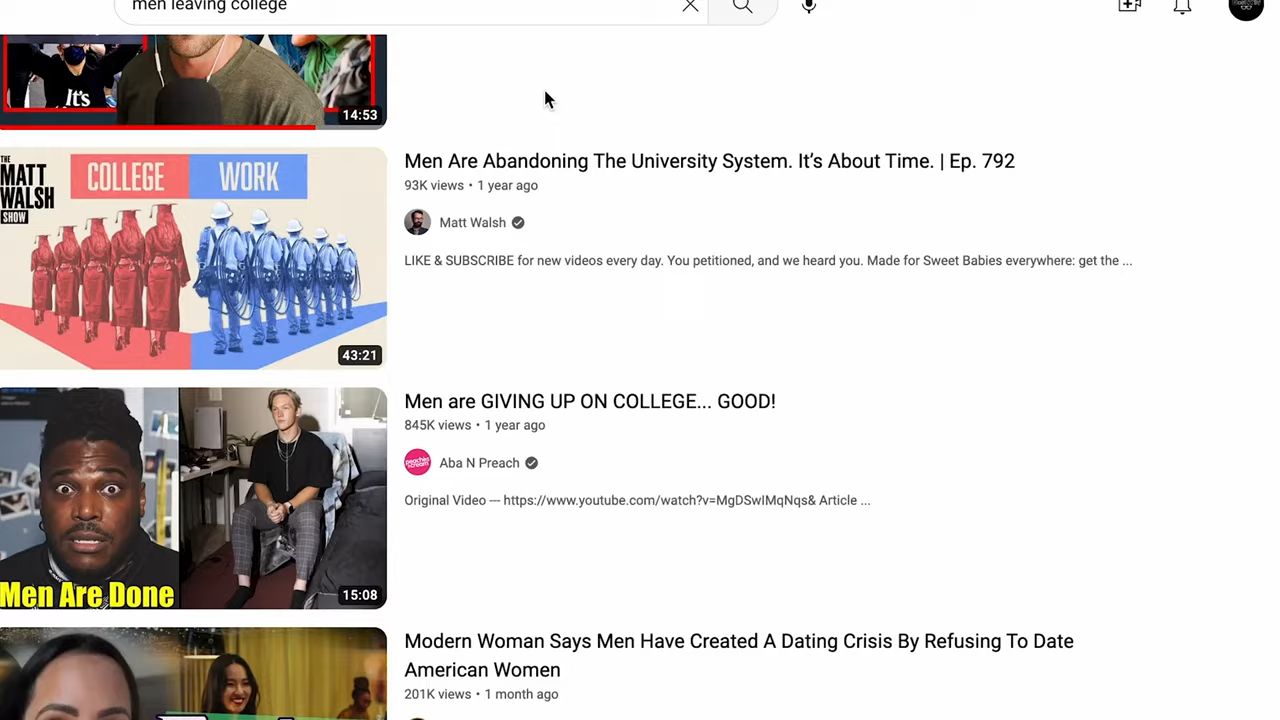 men leaving college
It's
14:53
THE
MATT
WALSH
SHOW
COLLEGE
WORK
43:21
Men Are Abandoning The University System. It’s About Time. | Ep. 792
93K views • 1 year ago
Matt Walsh
LIKE & SUBSCRIBE for new videos every day. You petitioned, and we heard you. Made for Sweet Babies everywhere: get the ...
Men Are Done
15:08
Men are GIVING UP ON COLLEGE... GOOD!
845K views • 1 year ago
Aba N Preach
Original Video --- https://www.youtube.com/watch?v=MgDSwIMqNqs& Article ...
Modern Woman Says Men Have Created A Dating Crisis By Refusing To Date
American Women
201K views • 1 month ago